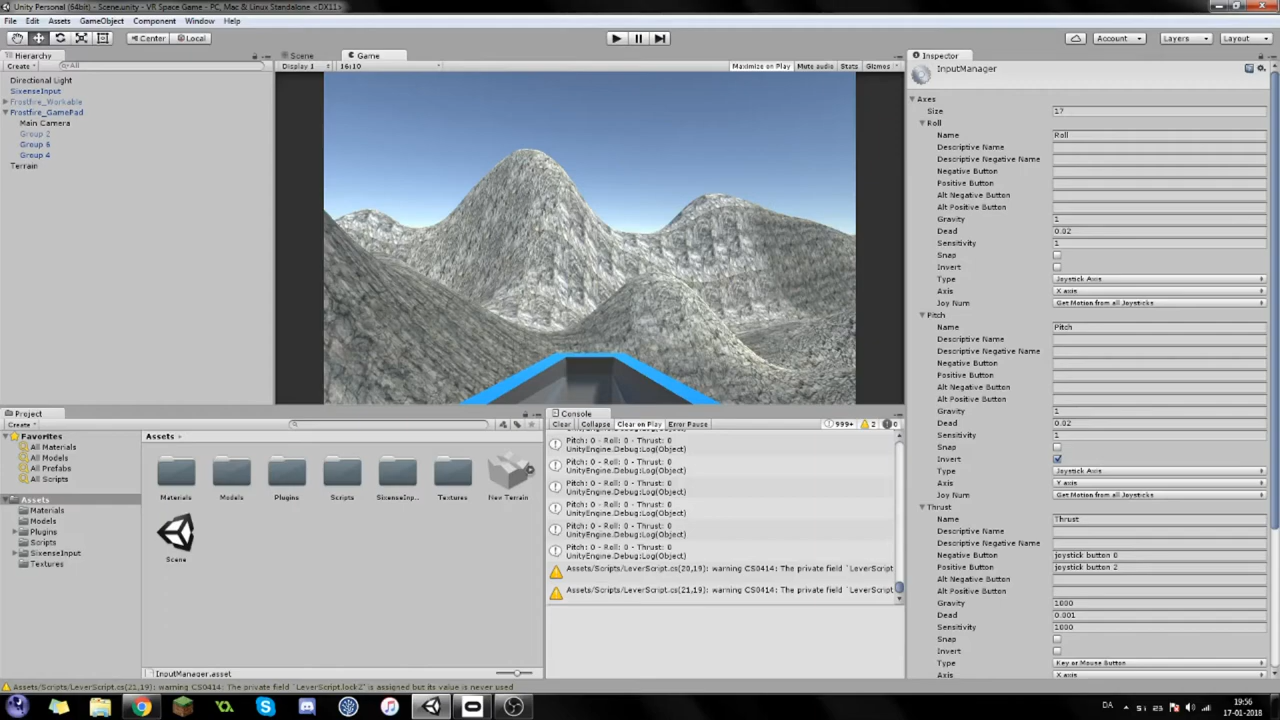 Unity Personal (64bit) - Scene.unity - VR Space Game - PC, Mac & Linux Standalone <DX11>
File Edit Assets GameObject Component Window Help
Center Local Account Layers Layout
Hierarchy
Create All
Directional Light
SixenseInput
Frostfire_Workable
Frostfire_GamePad
Main Camera
Group 2
Group 6
Group 4
Terrain
Scene Game
Display 1 16:10 Maximize on Play Mute audio Stats Gizmos
Inspector
InputManager
Axes
Size 17
Roll
Name Roll
Descriptive Name
Descriptive Negative Name
Negative Button
Positive Button
Alt Negative Button
Alt Positive Button
Gravity 1
Dead 0.02
Sensitivity 1
Snap
Invert
Type Joystick Axis
Axis X axis
Joy Num Get Motion from all Joysticks
Pitch
Name Pitch
Descriptive Name
Descriptive Negative Name
Negative Button
Positive Button
Alt Negative Button
Alt Positive Button
Gravity 1
Dead 0.02
Sensitivity 1
Snap
Invert
Type Joystick Axis
Axis Y axis
Joy Num Get Motion from all Joysticks
Thrust
Name Thrust
Descriptive Name
Descriptive Negative Name
Negative Button joystick button 0
Positive Button joystick button 2
Alt Negative Button
Alt Positive Button
Gravity 1000
Dead 0.001
Sensitivity 1000
Snap
Invert
Type Key or Mouse Button
Axis X axis
Project
Create
Favorites
All Materials
All Models
All Prefabs
All Scripts
Assets
Materials
Models
Plugins
Scripts
SixenseInput
Textures
Assets
Materials Models Plugins Scripts SixenseInp... Textures New Terrain
Scene
InputManager.asset
Console
Clear Collapse Clear on Play Error Pause 999+ 2 0
UnityEngine.Debug:Log(Object)
Pitch: 0 - Roll: 0 - Thrust: 0
UnityEngine.Debug:Log(Object)
Pitch: 0 - Roll: 0 - Thrust: 0
UnityEngine.Debug:Log(Object)
Pitch: 0 - Roll: 0 - Thrust: 0
UnityEngine.Debug:Log(Object)
Pitch: 0 - Roll: 0 - Thrust: 0
UnityEngine.Debug:Log(Object)
Pitch: 0 - Roll: 0 - Thrust: 0
UnityEngine.Debug:Log(Object)
Pitch: 0 - Roll: 0 - Thrust: 0
UnityEngine.Debug:Log(Object)
Assets/Scripts/LeverScript.cs(20,19): warning CS0414: The private field `LeverScript
Assets/Scripts/LeverScript.cs(21,19): warning CS0414: The private field `LeverScript
Assets/Scripts/LeverScript.cs(21,19): warning CS0414: The private field `LeverScript.lockZ' is assigned but its value is never used
DA 19:56
17-01-2018